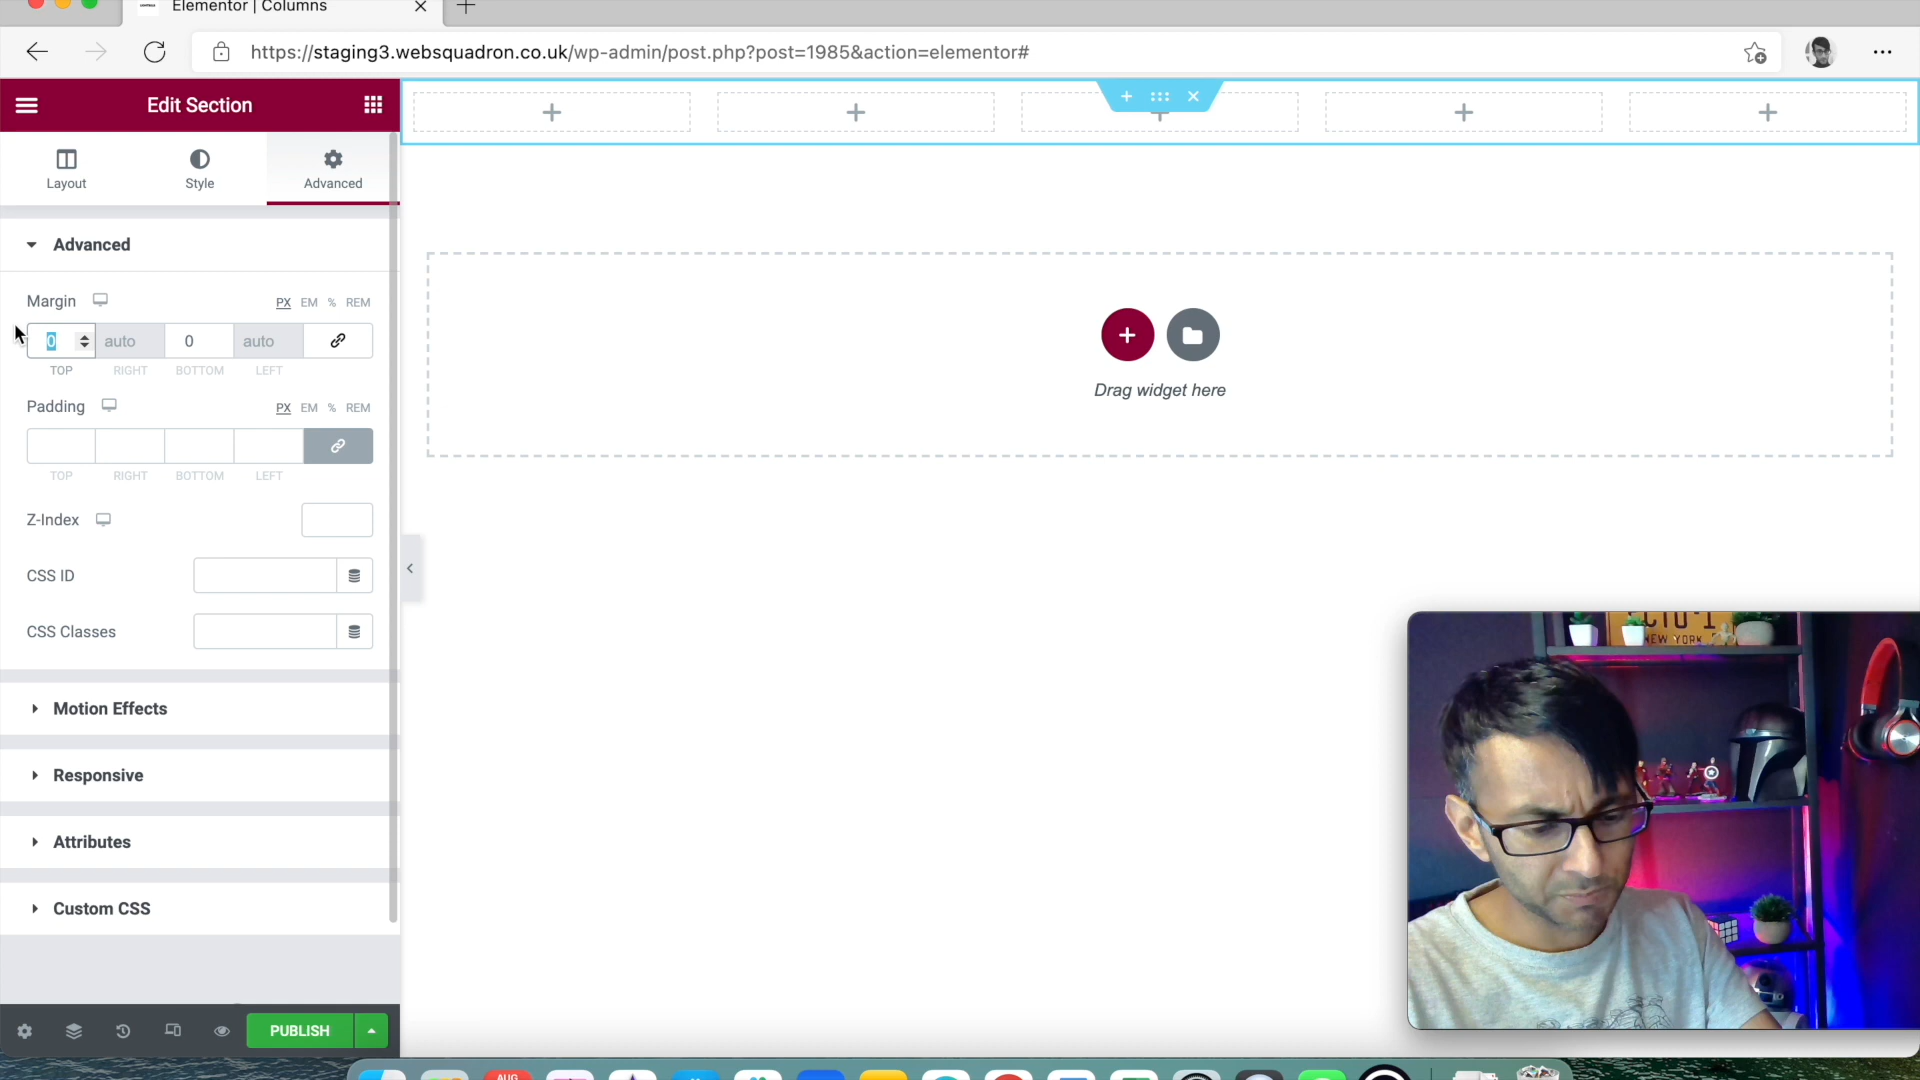 Elementor | Columns
https://staging3.websquadron.co.uk/wp-admin/post.php?post=1985&action=elementor#
Edit Section
Layout
Style
Advanced
Advanced
Margin PX EM % REM
0 auto 0 auto
TOP RIGHT BOTTOM LEFT
Padding PX EM % REM
TOP RIGHT BOTTOM LEFT
Z-Index
CSS ID
CSS Classes
Motion Effects
Responsive
Attributes
Custom CSS
PUBLISH
Drag widget here
NEW YORK
AUG